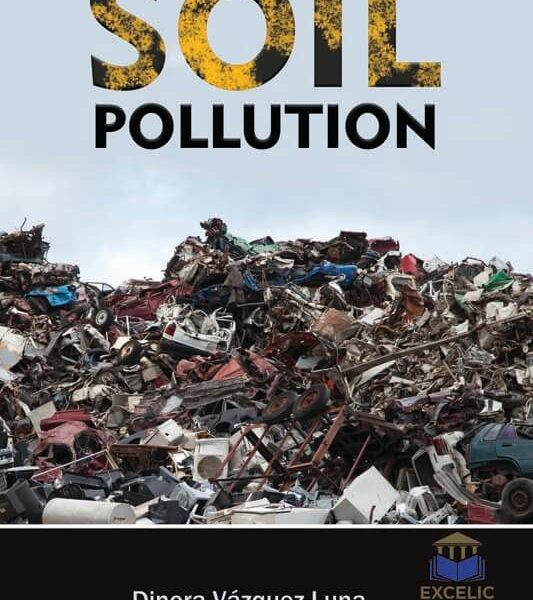 SOIL
POLLUTION
Dinora Vázquez Luna
EXCELIC